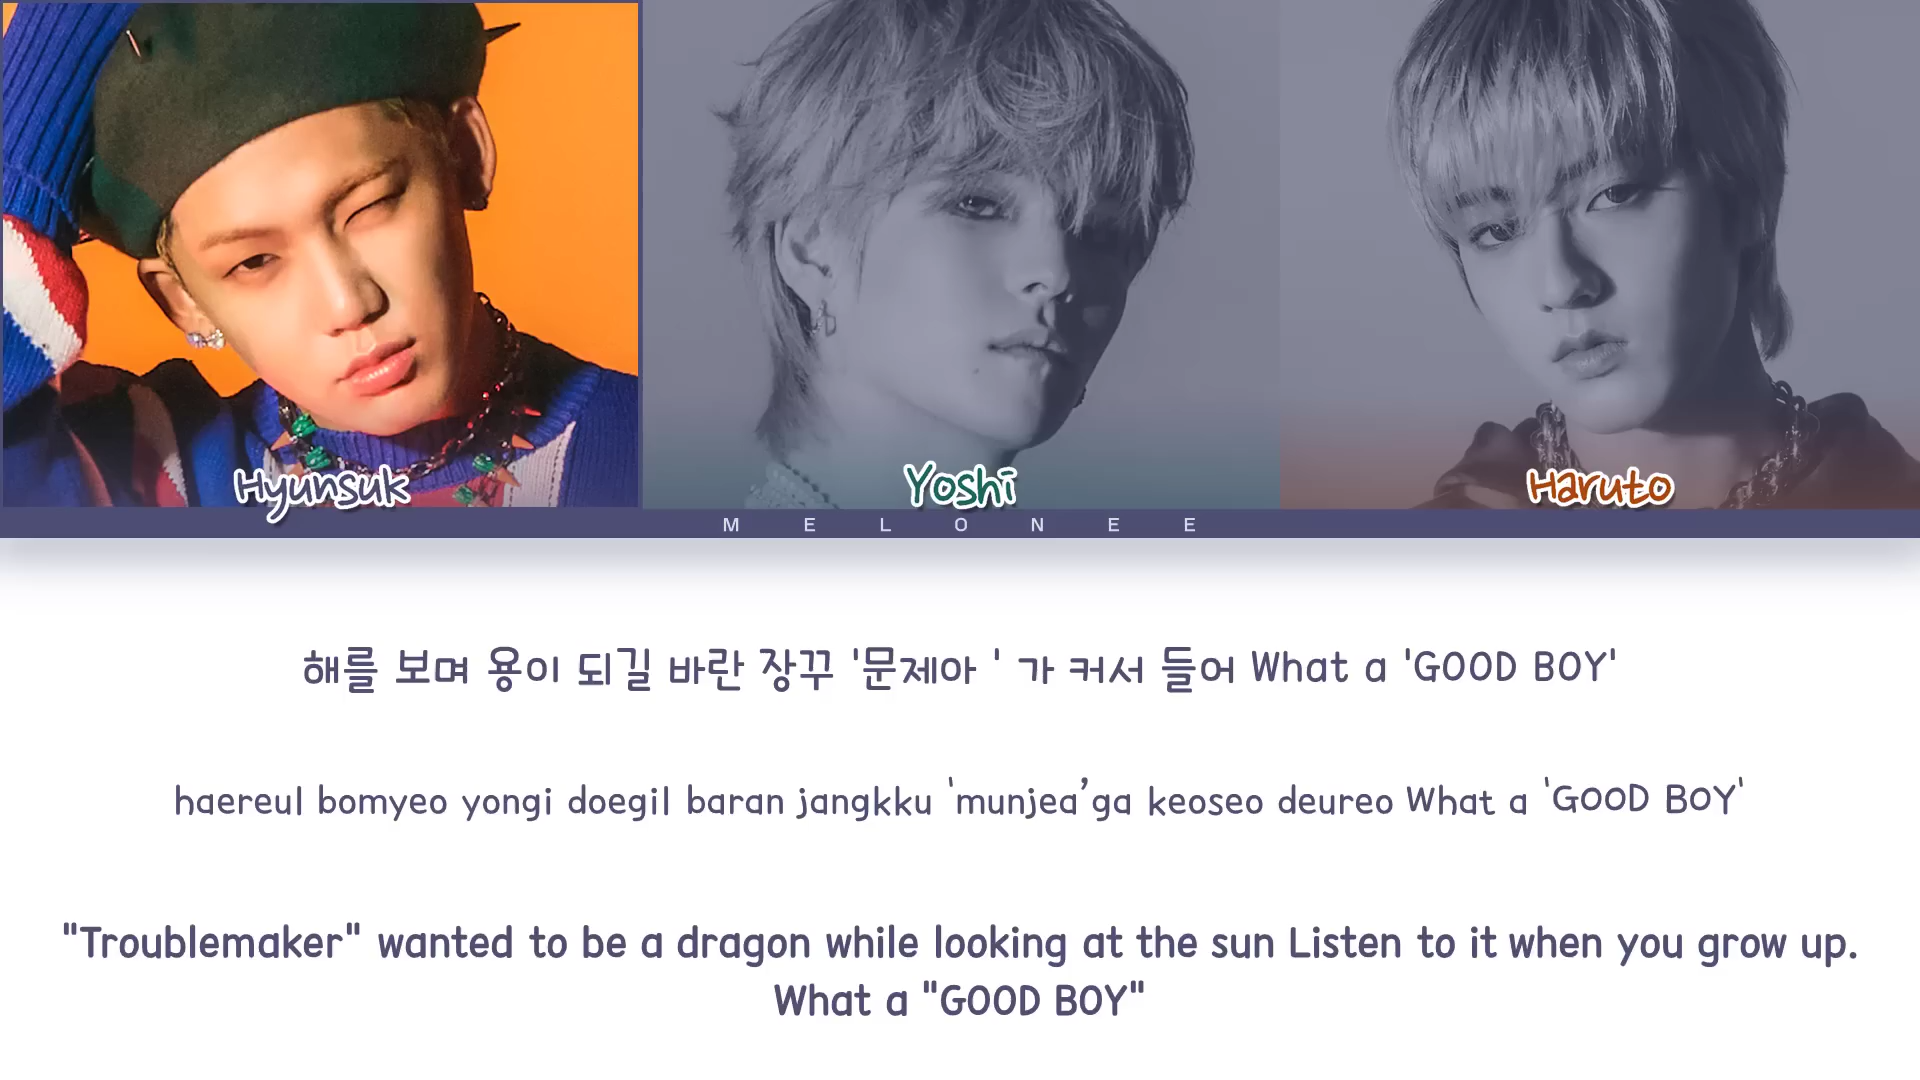 Hyunsuk
Yoshi
Haruto
MELONEE
해를 보며 용이 되길 바란 장꾸 '문제아 ' 가 커서 들어 What a 'GOOD BOY'
haereul bomyeo yongi doegil baran jangkku 'munjea’ga keoseo deureo What a 'GOOD BOY'
"Troublemaker" wanted to be a dragon while looking at the sun Listen to it when you grow up.
What a "GOOD BOY"